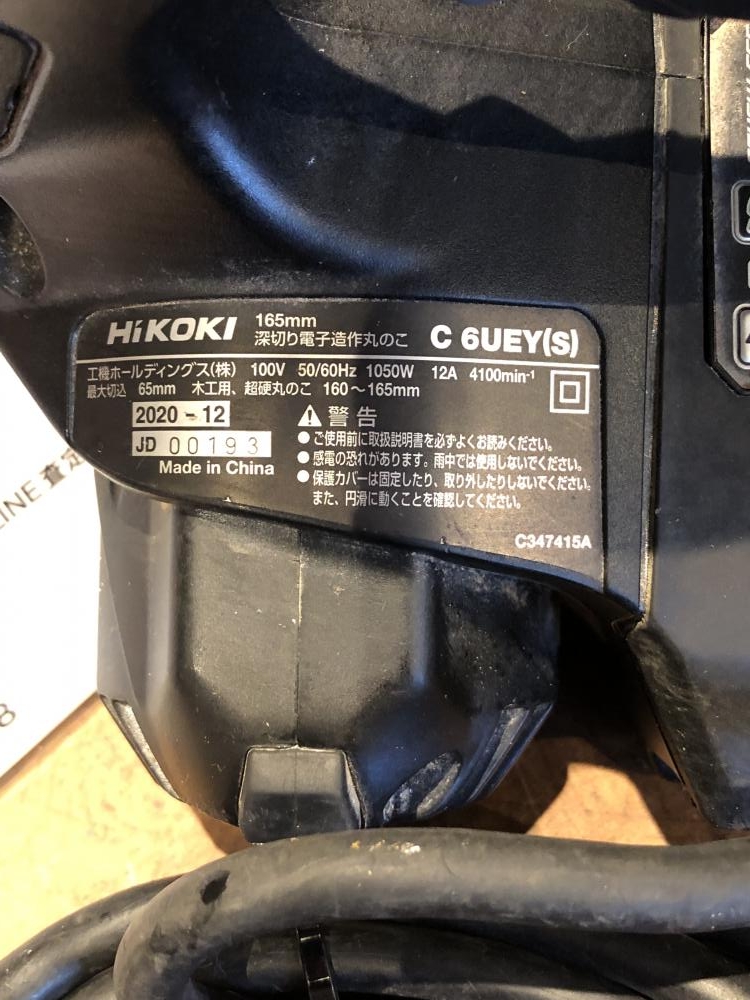 HiKOKI 165mm 深切り電子造作丸のこ C 6UEY(S)
工機ホールディングス(株) 100V 50/60Hz 1050W 12A 4100min⁻¹
最大切込 65mm 木工用、超硬丸のこ 160～165mm
2020 - 12
JD 00193
Made in China
警告
●ご使用前に取扱説明書を必ずよくお読みください。
●感電の恐れがあります。雨中では使用しないでください。
●保護カバーは固定したり、取り外したりしないでください。
また、円滑に動くことを確認してください。
C347415A
LINE 査定
8